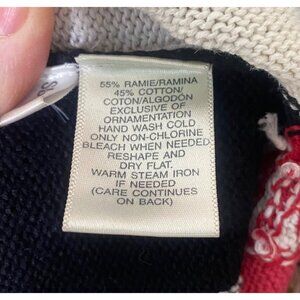 55% RAMIE/RAMINA
45% COTTON/
COTON/ALGODÓN
EXCLUSIVE OF
ORNAMENTATION
HAND WASH COLD
ONLY NON-CHLORINE
BLEACH WHEN NEEDED
RESHAPE AND
DRY FLAT.
WARM STEAM IRON
IF NEEDED
(CARE CONTINUES
ON BACK)